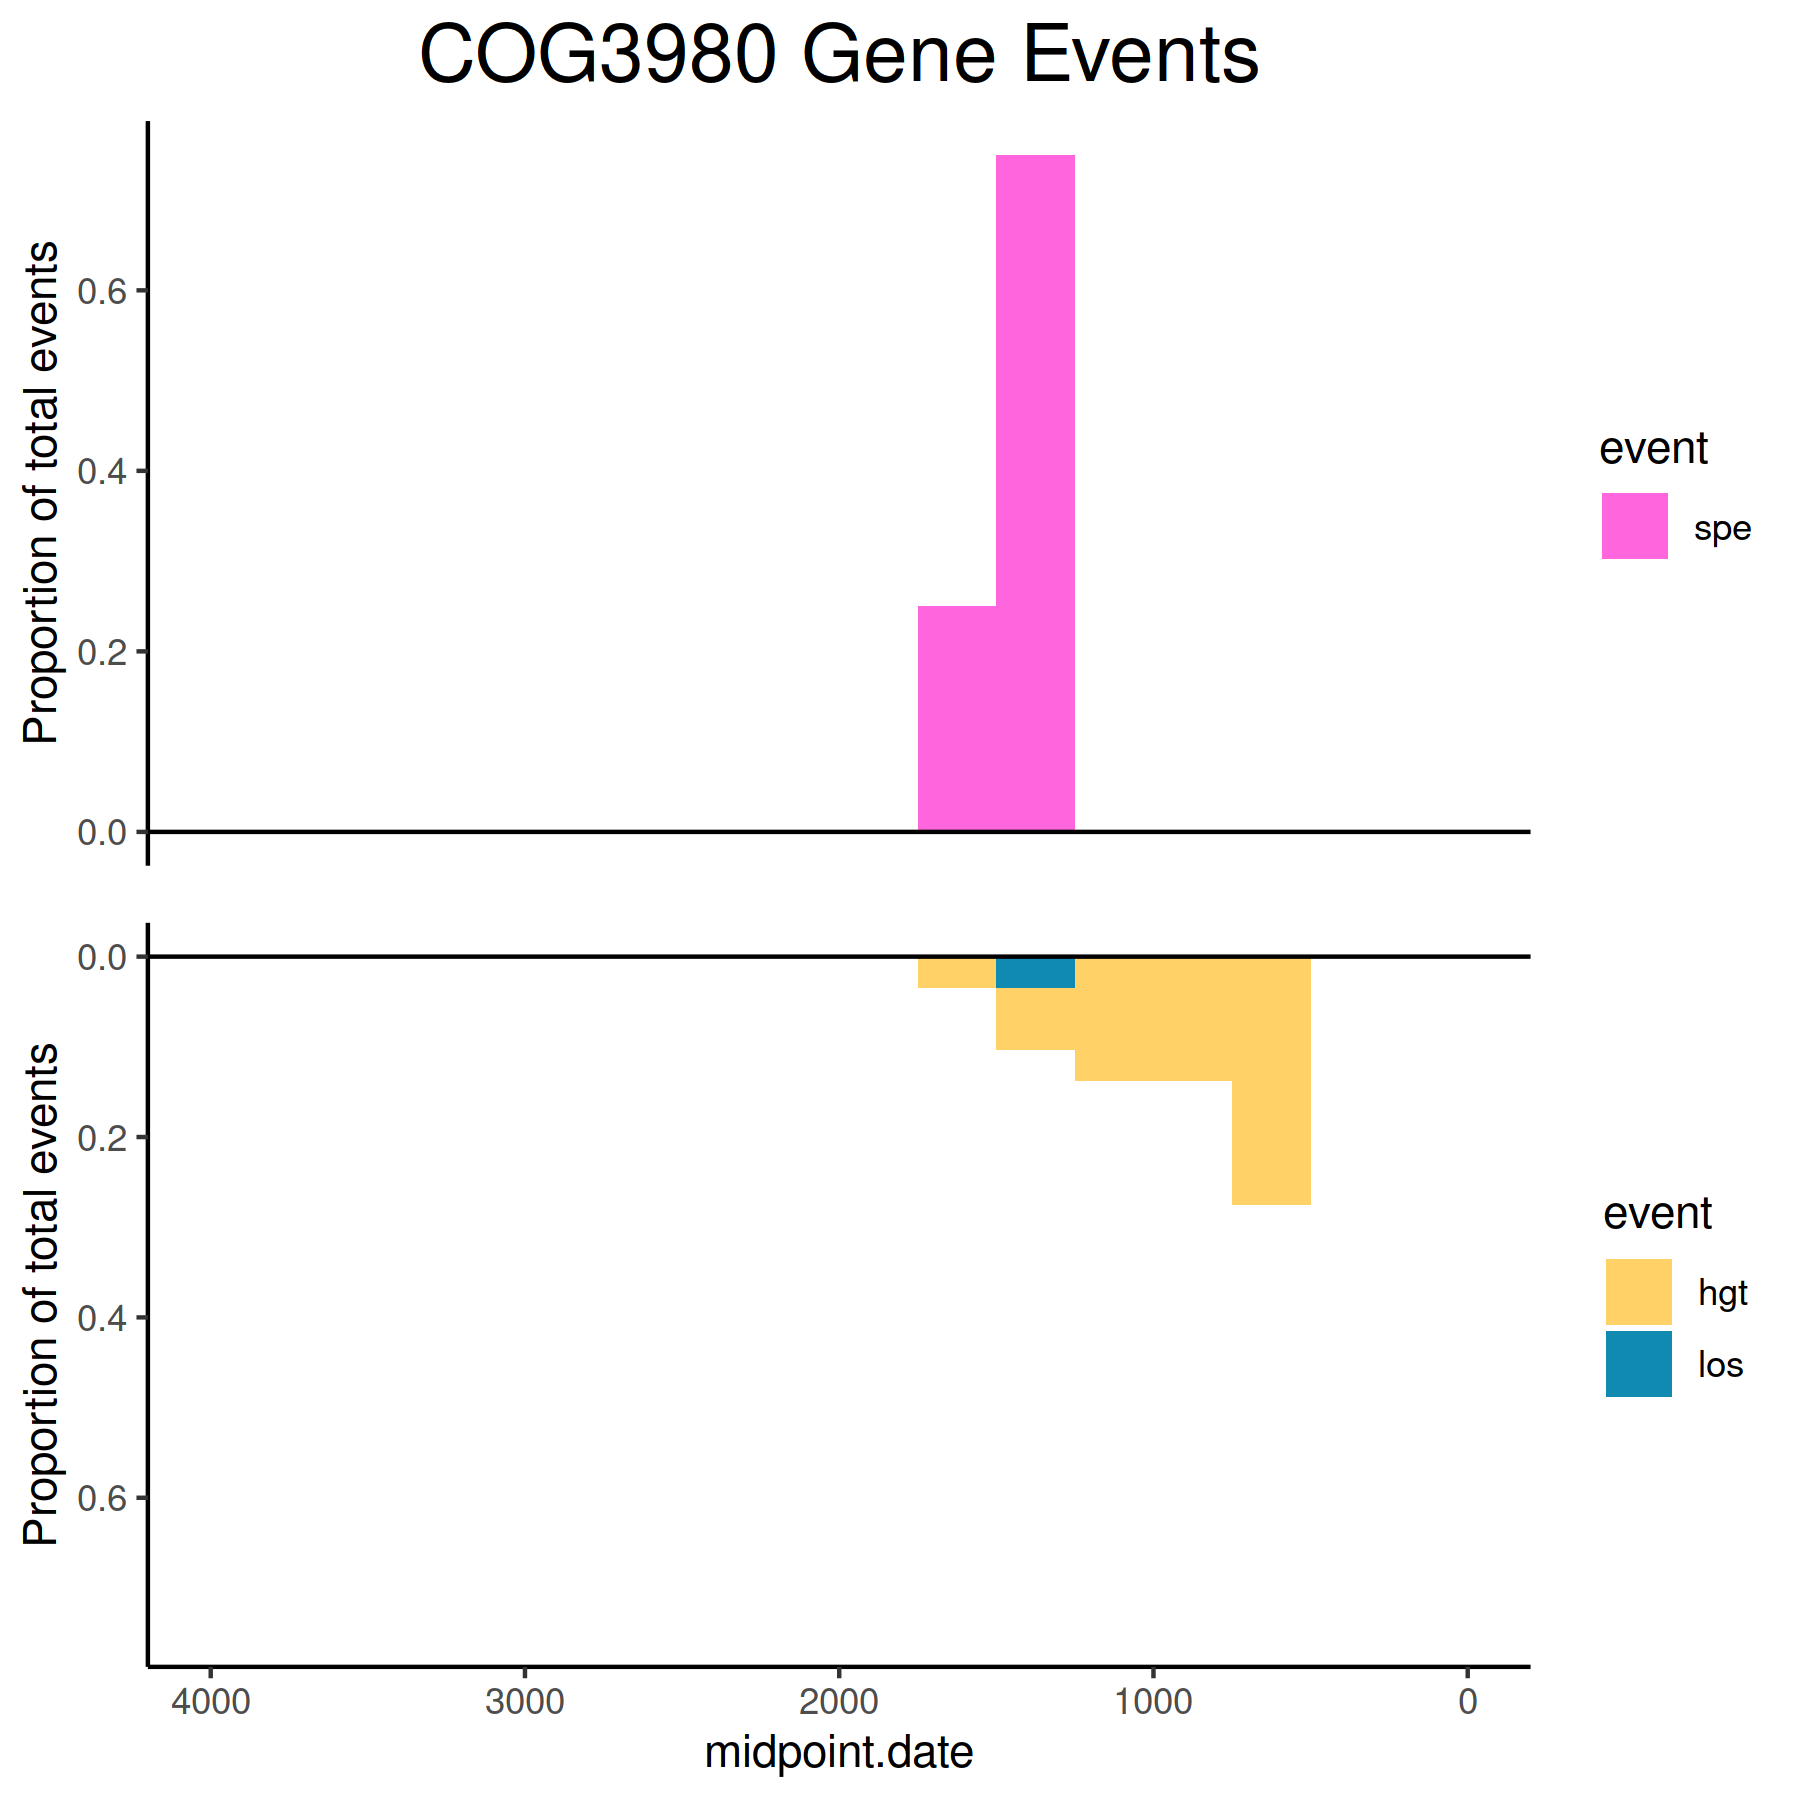 COG3980 Gene Events
Proportion of total events
0.6
0.4
0.2
0.0
event
spe
Proportion of total events
0.0
0.2
0.4
0.6
event
hgt
los
4000 3000 2000 1000 0
midpoint.date